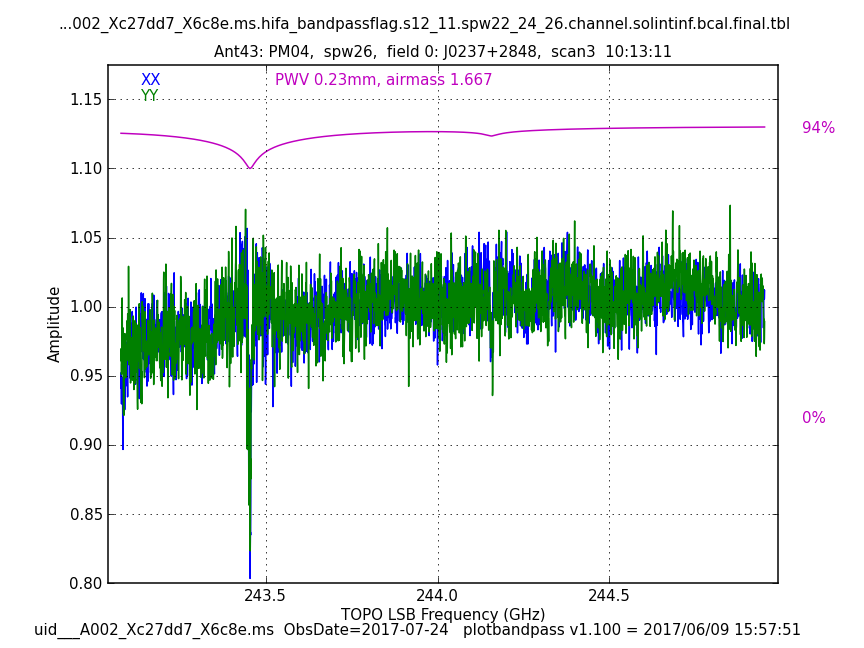 ...002_Xc27dd7_X6c8e.ms.hifa_bandpassflag.s12_11.spw22_24_26.channel.solintinf.bcal.final.tbl
Ant43: PM04, spw26, field 0: J0237+2848, scan3 10:13:11
XX
PWV 0.23mm, airmass 1.667
YY
1.15
94%
1.10
1.05
1.00
Amplitude
0.95
0%
0.90
0.85
0.80
243.5
244.0
244.5
TOPO LSB Frequency (GHz)
uid___A002_Xc27dd7_X6c8e.ms ObsDate=2017-07-24 plotbandpass v1.100 = 2017/06/09 15:57:51